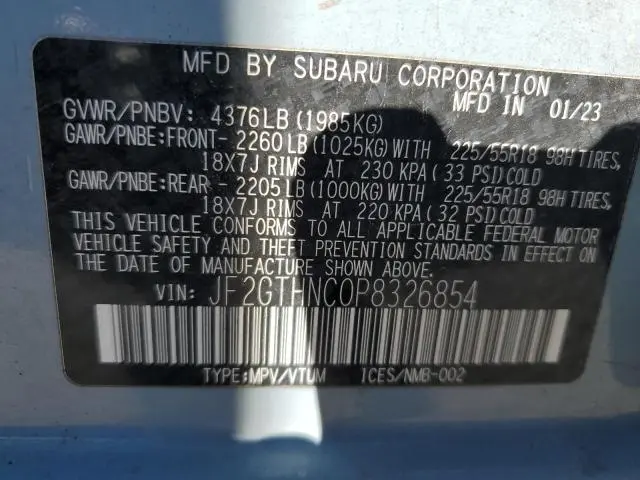 MFD BY SUBARU CORPORATION
MFD IN 01/23
GVWR/PNBV: 4376LB(1985KG)
GAWR/PNBE:FRONT- 2260LB(1025KG)WITH 225/55R18 98H TIRES,
18X7J RIMS AT 230 KPA(33 PSI)COLD
GAWR/PNBE:REAR - 2205LB(1000KG)WITH 225/55R18 98H TIRES,
18X7J RIMS AT 220 KPA(32 PSI)COLD
THIS VEHICLE CONFORMS TO ALL APPLICABLE FEDERAL MOTOR
VEHICLE SAFETY AND THEFT PREVENTION STANDARDS IN EFFECT ON
THE DATE OF MANUFACTURE SHOWN ABOVE.
VIN: JF2GTHNC0P8326854
TYPE:MPV/VTUM ICES/NMB-002